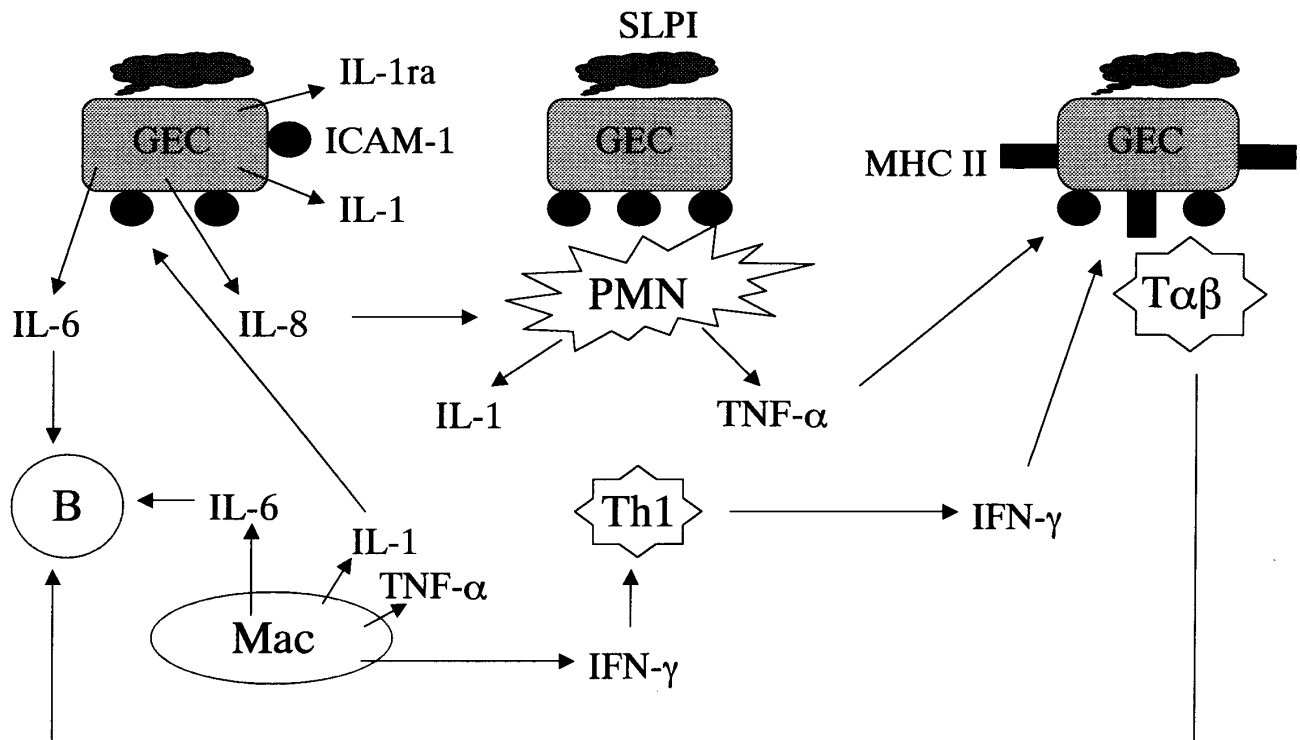 SLPI
IL-1ra
GEC
ICAM-1
IL-1
GEC
MHC II
GEC
IL-6
IL-8
PMN
Tαβ
IL-1
TNF-α
B
IL-6
IL-1
TNF-α
Th1
IFN-γ
Mac
IFN-γ